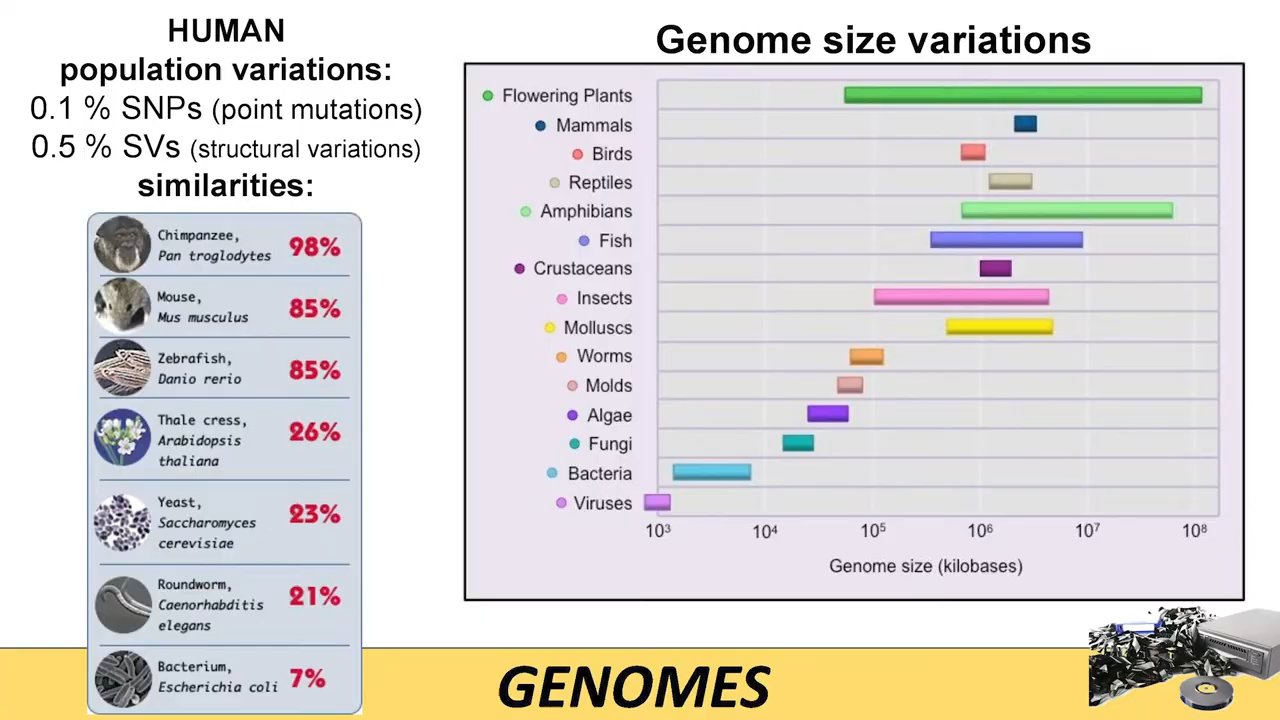 HUMAN
population variations:
0.1 % SNPs (point mutations)
0.5 % SVs (structural variations)
similarities:
Chimpanzee,
Pan troglodytes
98%
Mouse,
Mus musculus
85%
Zebrafish,
Danio rerio
85%
Thale cress,
Arabidopsis
thaliana
26%
Yeast,
Saccharomyces
cerevisiae
23%
Roundworm,
Caenorhabditis
elegans
21%
Bacterium,
Escherichia coli
7%
Genome size variations
Flowering Plants
Mammals
Birds
Reptiles
Amphibians
Fish
Crustaceans
Insects
Molluscs
Worms
Molds
Algae
Fungi
Bacteria
Viruses
10³ 10⁴ 10⁵ 10⁶ 10⁷ 10⁸
Genome size (kilobases)
GENOMES